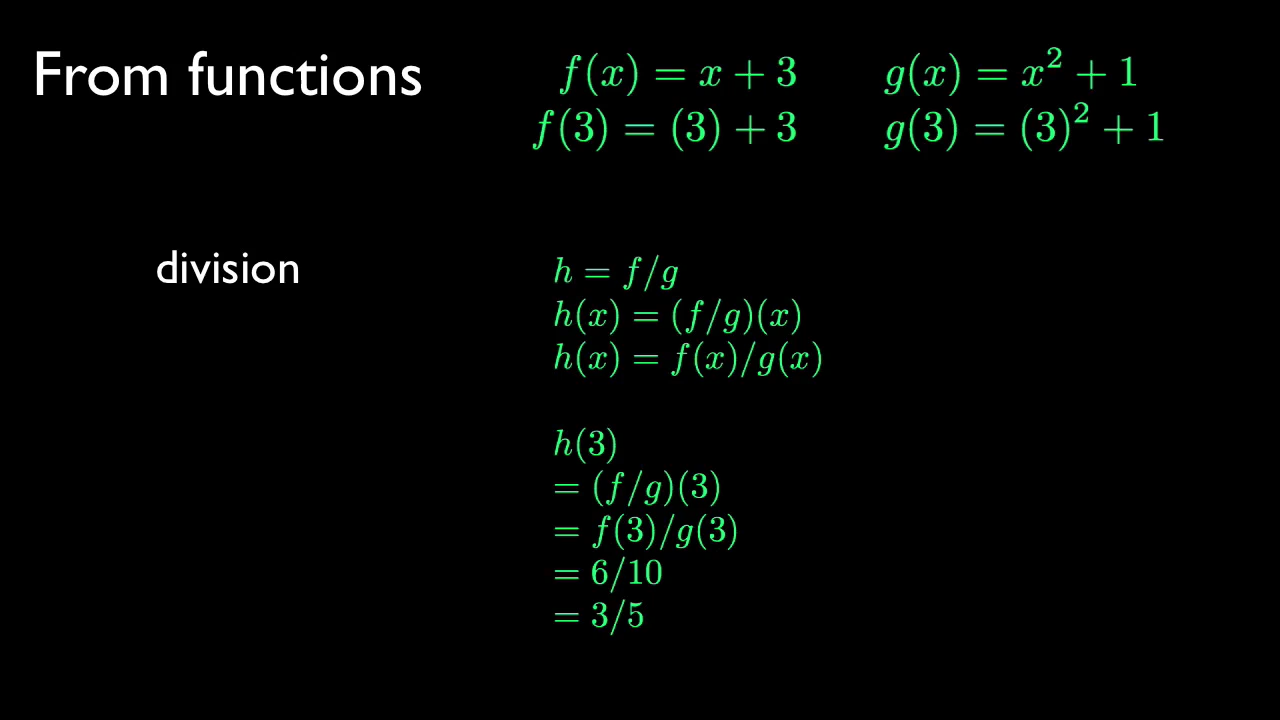 From functions
f(x) = x + 3
g(x) = x² + 1
f(3) = (3) + 3
g(3) = (3)² + 1
division
h = f/g
h(x) = (f/g)(x)
h(x) = f(x)/g(x)
h(3)
= (f/g)(3)
= f(3)/g(3)
= 6/10
= 3/5